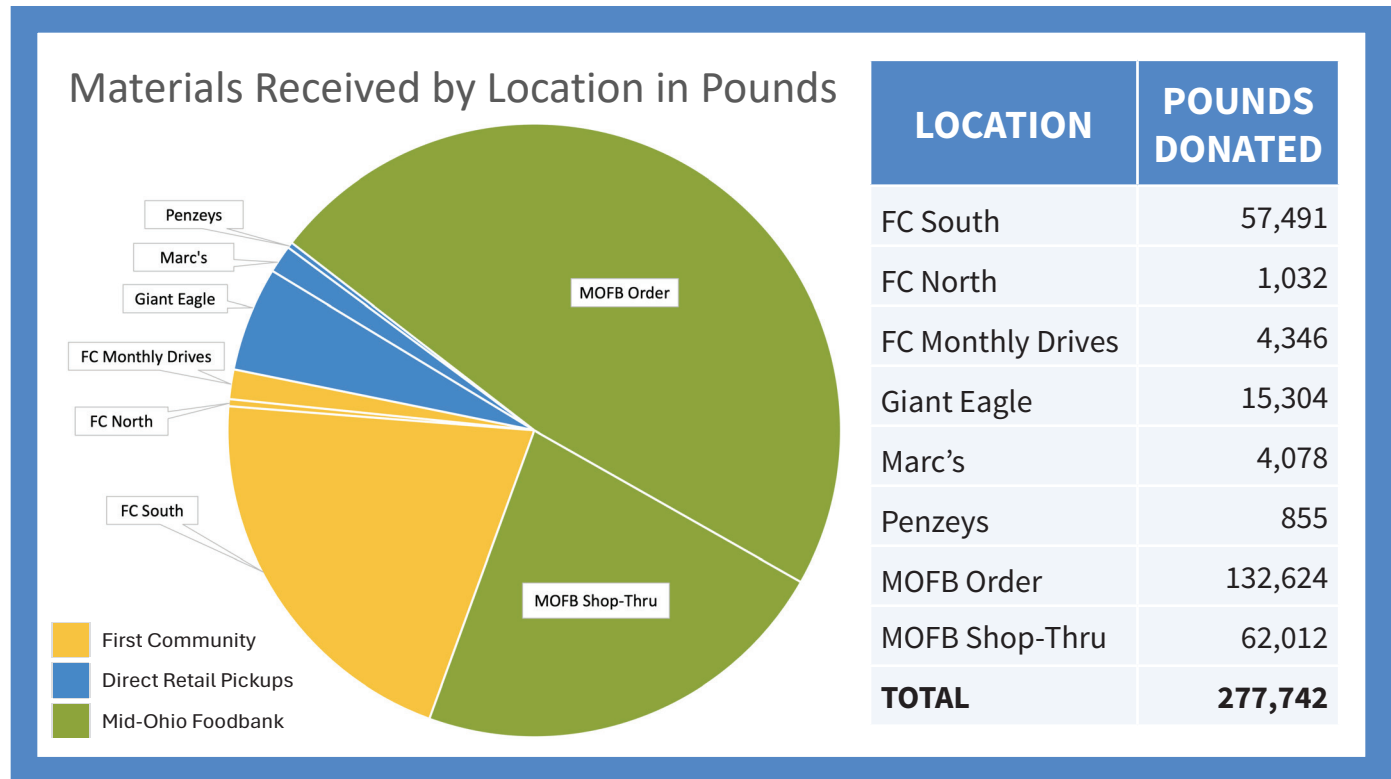 Materials Received by Location in Pounds
Penzeys
Marc's
Giant Eagle
FC Monthly Drives
FC North
FC South
MOFB Order
MOFB Shop-Thru
First Community
Direct Retail Pickups
Mid-Ohio Foodbank
LOCATION POUNDS
DONATED
FC South 57,491
FC North 1,032
FC Monthly Drives 4,346
Giant Eagle 15,304
Marc’s 4,078
Penzeys 855
MOFB Order 132,624
MOFB Shop-Thru 62,012
TOTAL 277,742